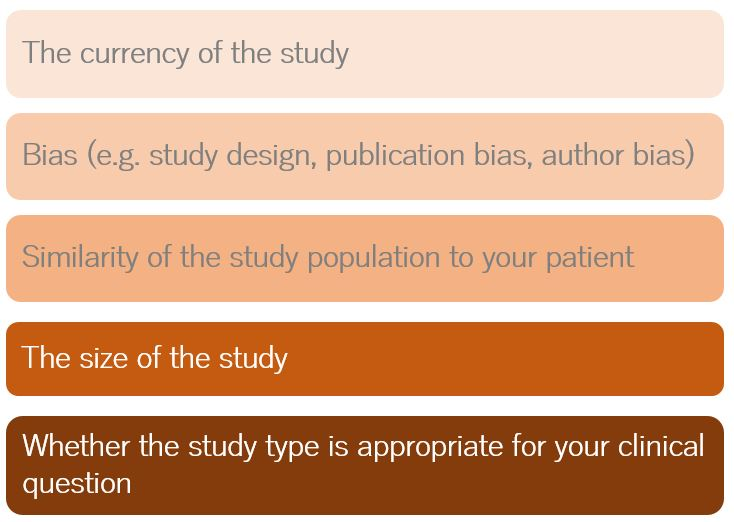 The currency of the study
Bias (e.g. study design, publication bias, author bias)
Similarity of the study population to your patient
The size of the study
Whether the study type is appropriate for your clinical
question